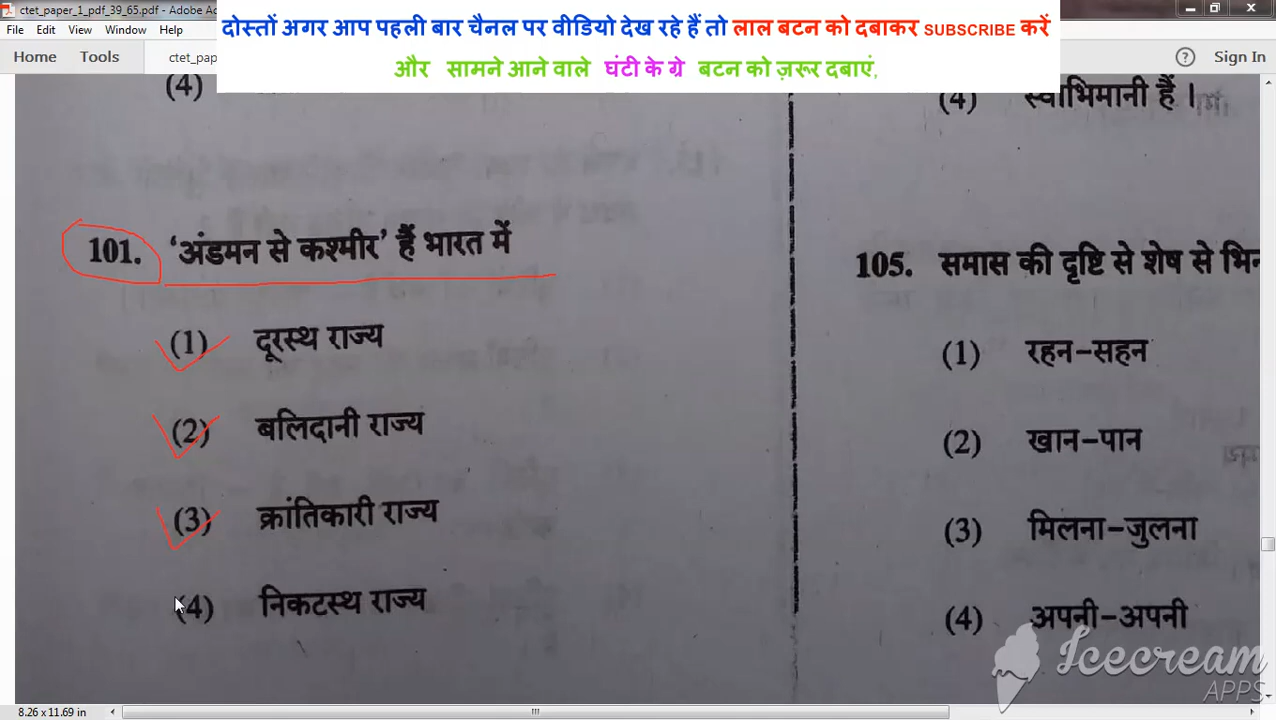 ctet_paper_1_pdf_39_65.pdf - Adobe Ac
दोस्तों अगर आप पहली बार चैनल पर वीडियो देख रहे हैं तो लाल बटन को दबाकर SUBSCRIBE करें
और सामने आने वाले घंटी के ग्रे बटन को ज़रूर दबाएं,
File Edit View Window Help
Home Tools ctet_pap
Sign In
(4)
101. 'अंडमन से कश्मीर' हैं भारत में
(1) दूरस्थ राज्य
(2) बलिदानी राज्य
(3) क्रांतिकारी राज्य
(4) निकटस्थ राज्य
(4) स्वाभिमानी हैं ।
105. समास की दृष्टि से शेष से भिन
(1) रहन-सहन
(2) खान-पान
(3) मिलना-जुलना
(4) अपनी-अपनी
Icecream
APPS
8.26 x 11.69 in